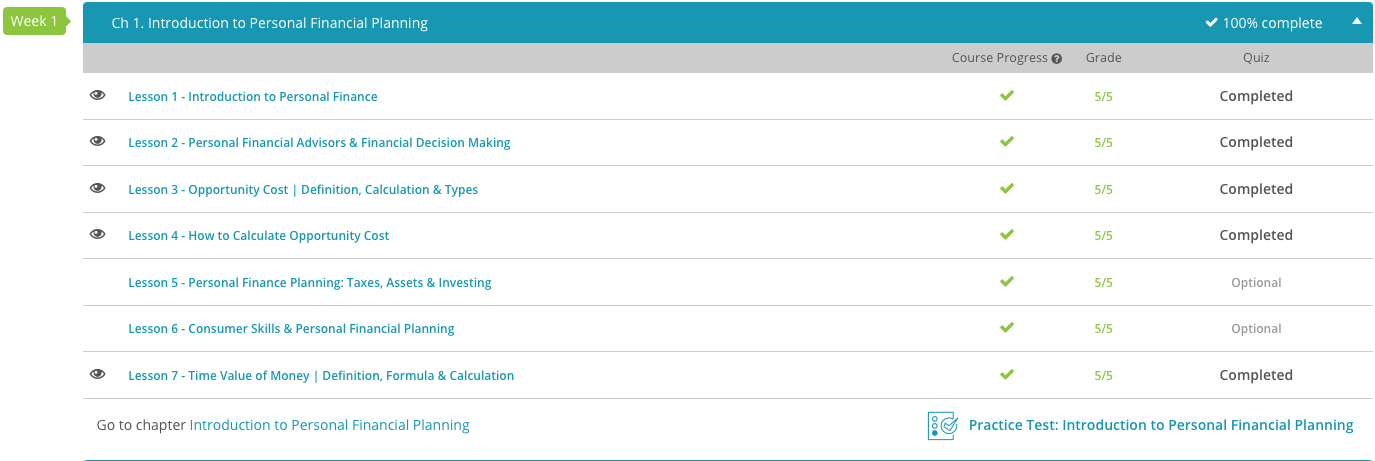 Week 1
Ch 1. Introduction to Personal Financial Planning
100% complete
Course Progress Grade Quiz
Lesson 1 - Introduction to Personal Finance 5/5 Completed
Lesson 2 - Personal Financial Advisors & Financial Decision Making 5/5 Completed
Lesson 3 - Opportunity Cost | Definition, Calculation & Types 5/5 Completed
Lesson 4 - How to Calculate Opportunity Cost 5/5 Completed
Lesson 5 - Personal Finance Planning: Taxes, Assets & Investing 5/5 Optional
Lesson 6 - Consumer Skills & Personal Financial Planning 5/5 Optional
Lesson 7 - Time Value of Money | Definition, Formula & Calculation 5/5 Completed
Go to chapter Introduction to Personal Financial Planning
Practice Test: Introduction to Personal Financial Planning